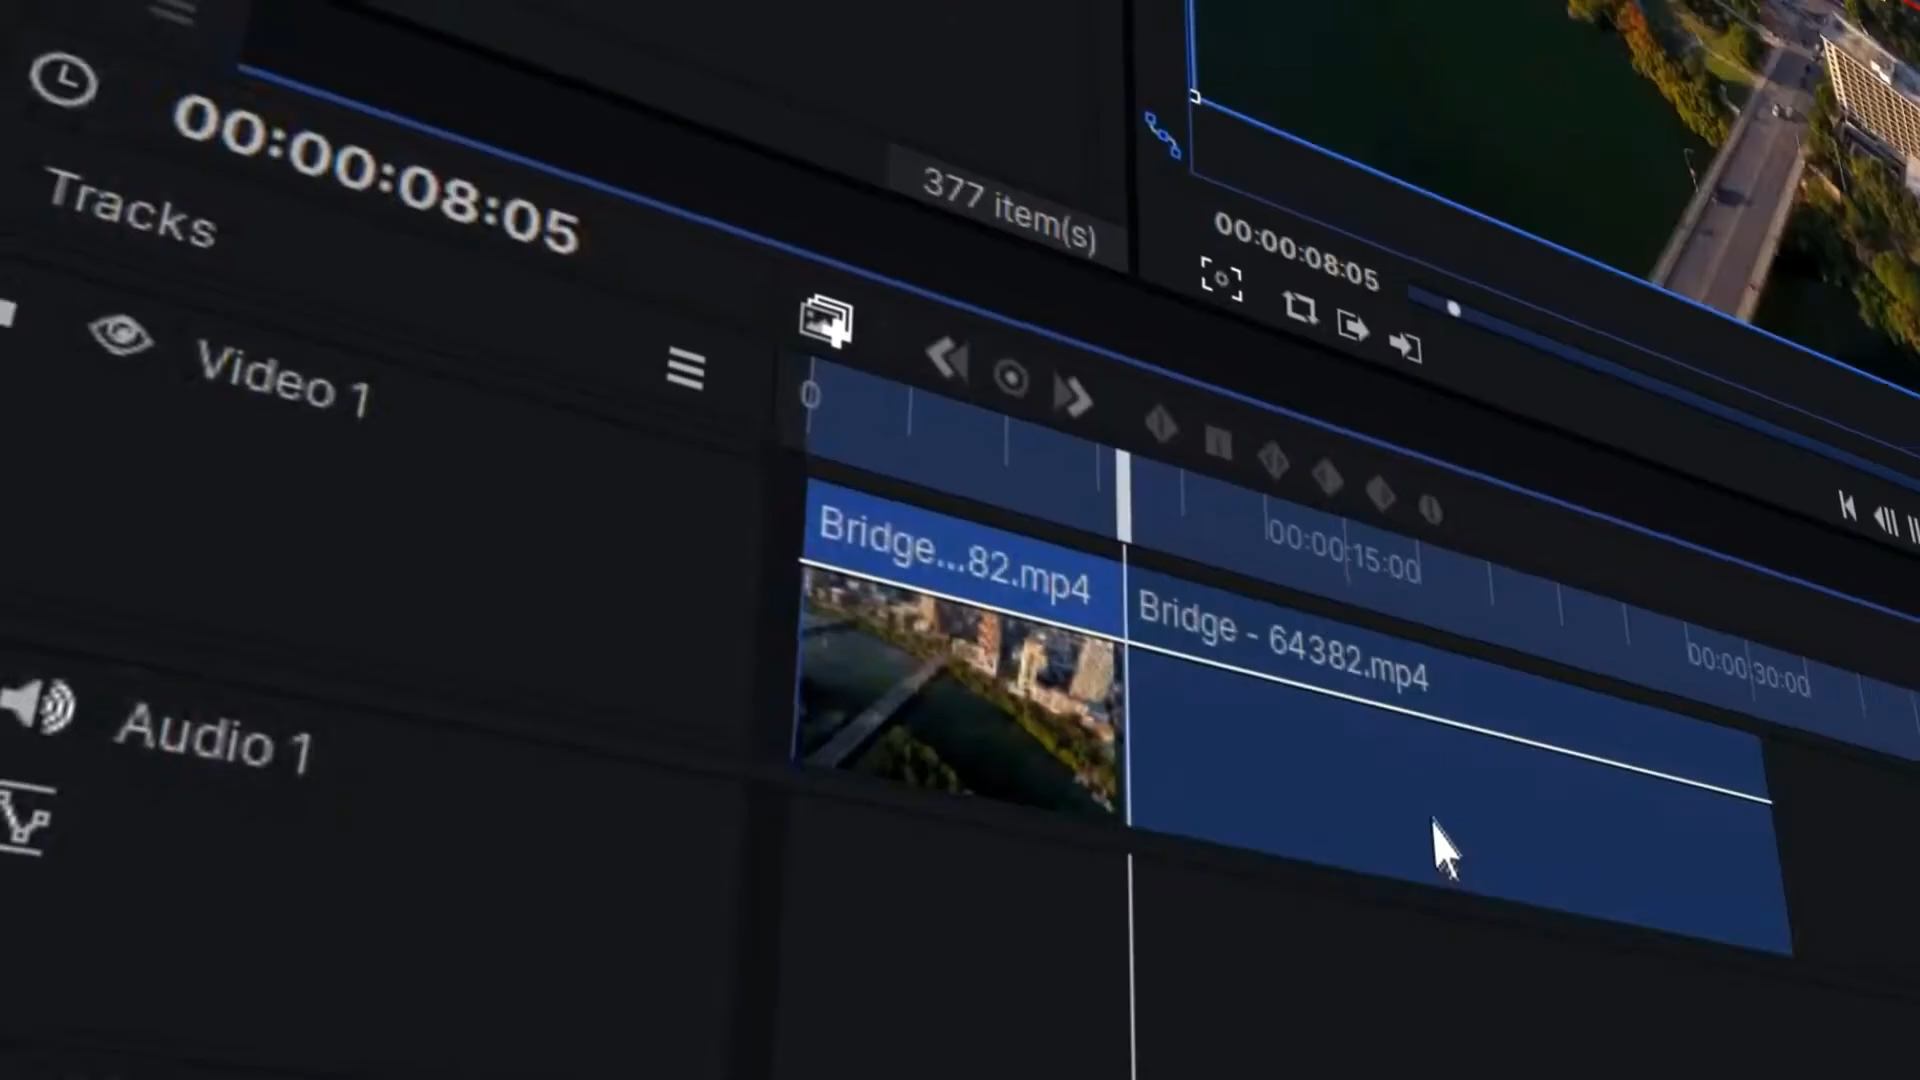 00:00:08:05
Tracks
377 item(s)
00:00:08:05
Video 1
0
00:00:15:00
00:00:30:00
Bridge...82.mp4
Bridge - 64382.mp4
Audio 1